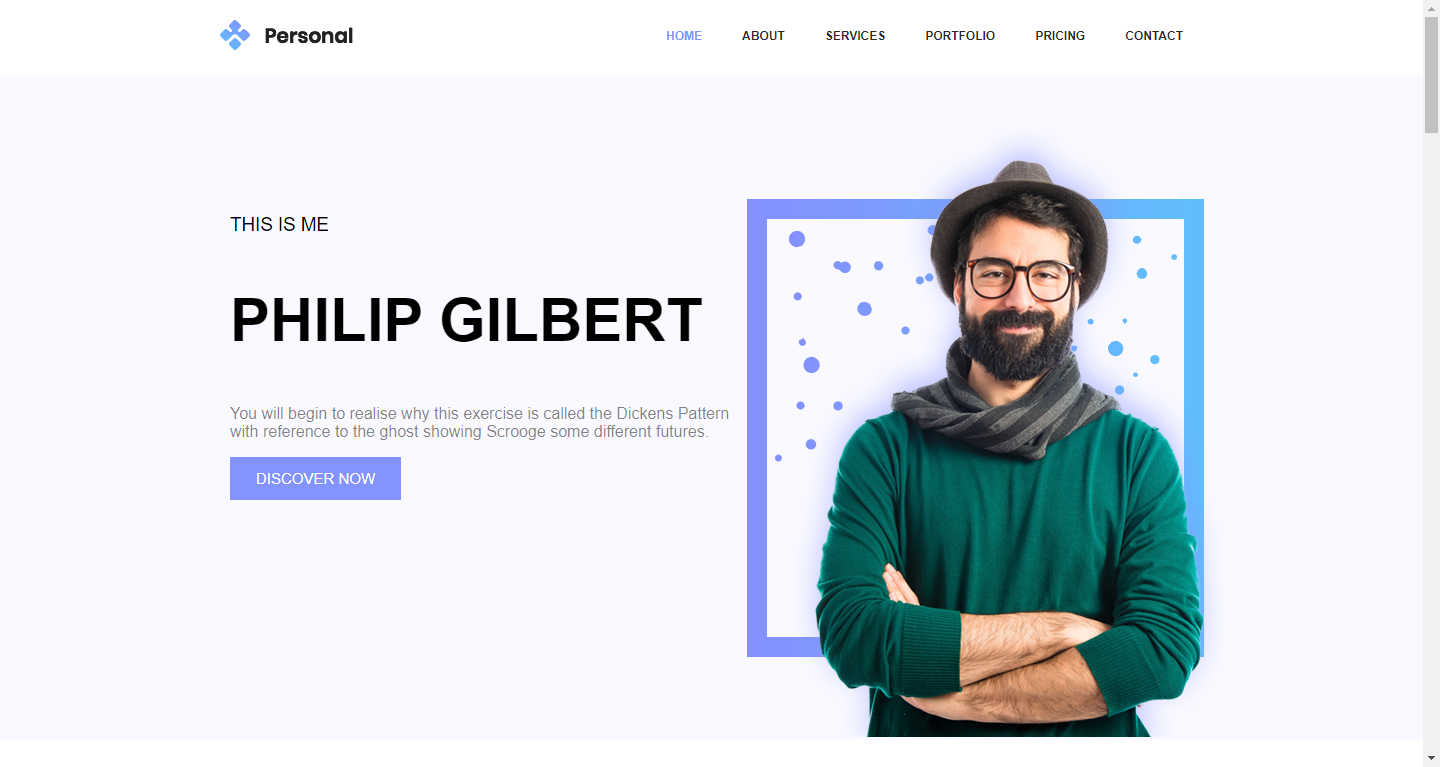 Personal
HOME ABOUT SERVICES PORTFOLIO PRICING CONTACT
THIS IS ME
PHILIP GILBERT
You will begin to realise why this exercise is called the Dickens Pattern
with reference to the ghost showing Scrooge some different futures.
DISCOVER NOW